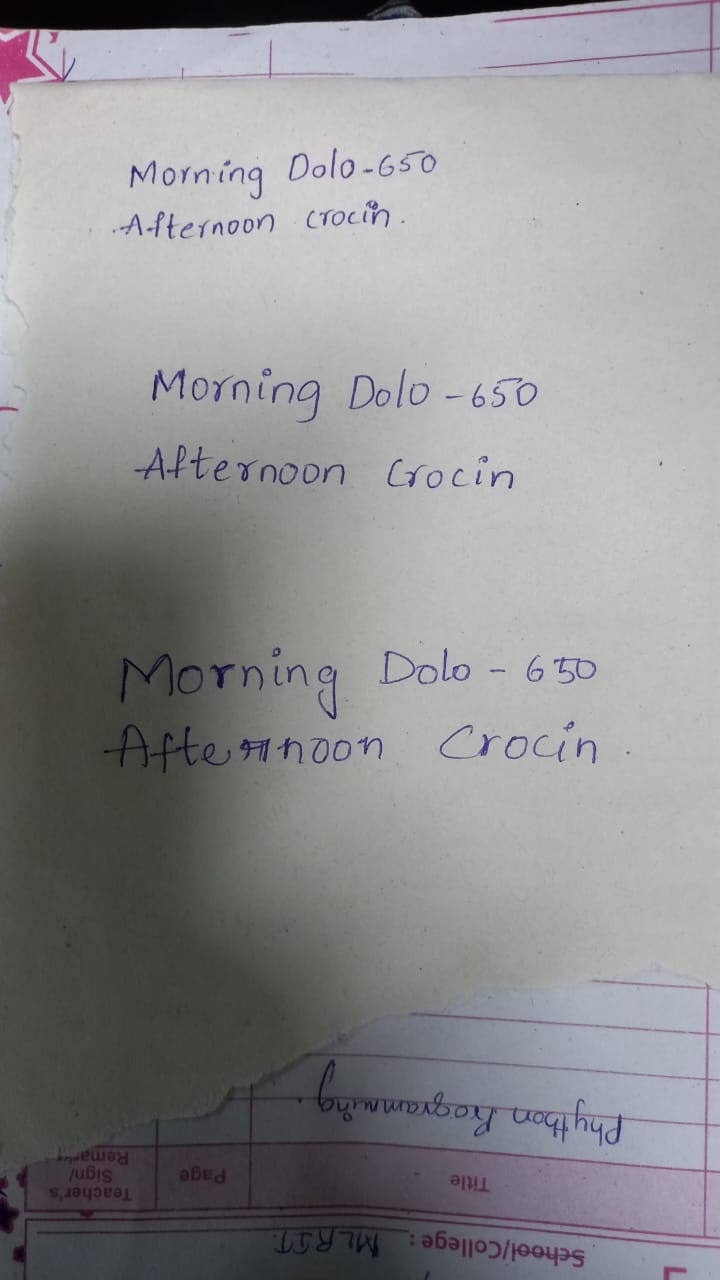 Morning Dolo-650
Afternoon crocin.
Morning Dolo - 650
Afternoon Crocin
Morning Dolo - 650
Afternoon Crocin.
Phython Programming.
Title
Page
Teacher's
Sign/
Remarks
School/College: MLRIT.